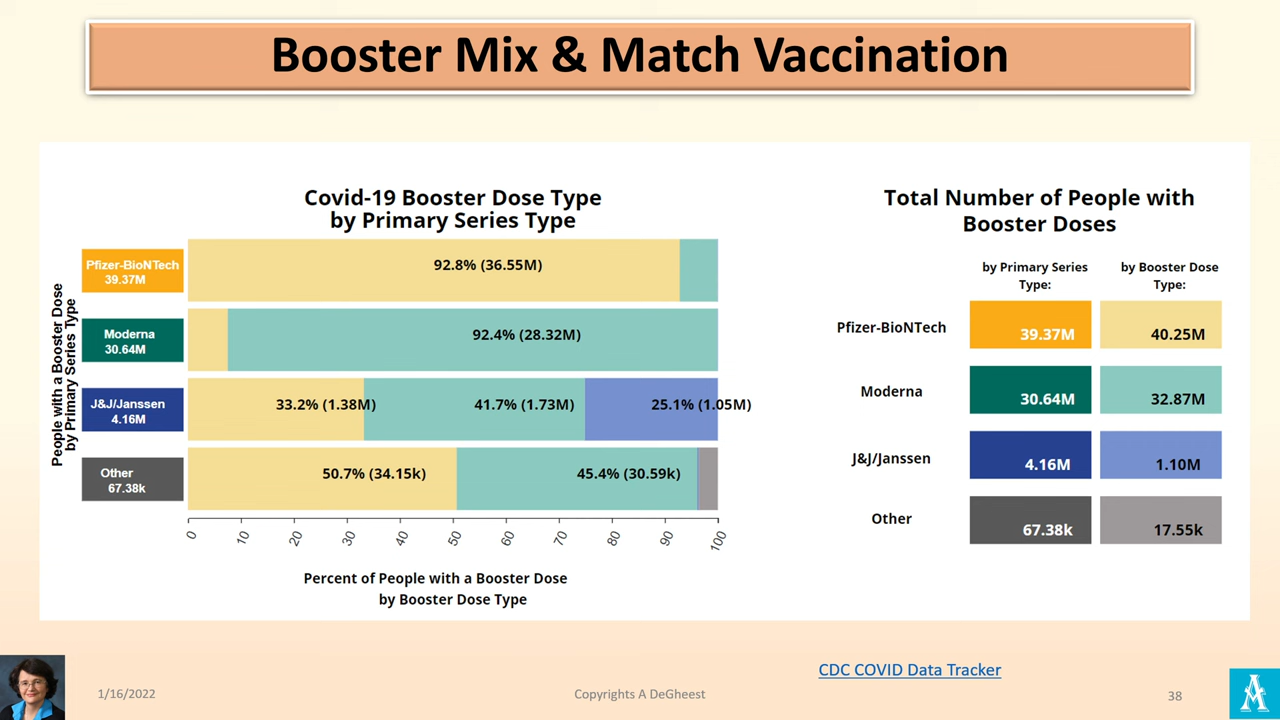 Booster Mix & Match Vaccination
Covid-19 Booster Dose Type
by Primary Series Type
People with a Booster Dose
by Primary Series Type
Pfizer-BioNTech
39.37M
92.8% (36.55M)
Moderna
30.64M
92.4% (28.32M)
J&J/Janssen
4.16M
33.2% (1.38M)
41.7% (1.73M)
25.1% (1.05M)
Other
67.38k
50.7% (34.15k)
45.4% (30.59k)
0
10
20
30
40
50
60
70
80
90
100
Percent of People with a Booster Dose
by Booster Dose Type
Total Number of People with
Booster Doses
by Primary Series
Type:
by Booster Dose
Type:
Pfizer-BioNTech
39.37M
40.25M
Moderna
30.64M
32.87M
J&J/Janssen
4.16M
1.10M
Other
67.38k
17.55k
CDC COVID Data Tracker
1/16/2022
Copyrights A DeGheest
38